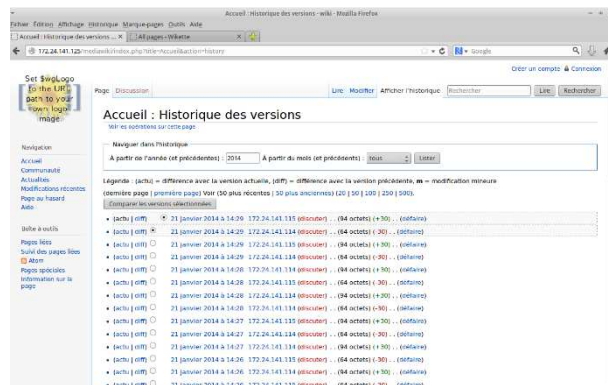 Accueil : Historique des versions - wiki - Mozilla Firefox
Fichier Édition Affichage Historique Marque-pages Outils Aide
Accueil : Historique des versions ... All pages - Wikette
172.24.141.125/mediawiki/index.php?title=Accueil&action=history
Google
Créer un compte Connexion
Set $wgLogo
to the URL
path to your
own logo
image
Page Discussion Lire Modifier Afficher l'historique Rechercher Lire Rechercher
Accueil : Historique des versions
Voir les opérations sur cette page
Navigation
Accueil
Communauté
Actualités
Modifications récentes
Page au hasard
Aide
Boîte à outils
Pages liées
Suivi des pages liées
Atom
Pages spéciales
Information sur la
page
Naviguer dans l'historique
À partir de l'année (et précédentes) : 2014 À partir du mois (et précédents) : tous Lister
Légende : (actu) = différence avec la version actuelle, (diff) = différence avec la version précédente, m = modification mineure
(dernière page | première page) Voir (50 plus récentes | 50 plus anciennes) (20 | 50 | 100 | 250 | 500).
Comparer les versions sélectionnées
(actu | diff) 21 janvier 2014 à 14:29 172.24.141.115 (discuter) . . (94 octets) (+30) . . (défaire)
(actu | diff) 21 janvier 2014 à 14:29 172.24.141.114 (discuter) . . (64 octets) (-30) . . (défaire)
(actu | diff) 21 janvier 2014 à 14:29 172.24.141.115 (discuter) . . (94 octets) (+30) . . (défaire)
(actu | diff) 21 janvier 2014 à 14:28 172.24.141.114 (discuter) . . (64 octets) (-30) . . (défaire)
(actu | diff) 21 janvier 2014 à 14:28 172.24.141.115 (discuter) . . (94 octets) (+30) . . (défaire)
(actu | diff) 21 janvier 2014 à 14:28 172.24.141.114 (discuter) . . (64 octets) (-30) . . (défaire)
(actu | diff) 21 janvier 2014 à 14:28 172.24.141.115 (discuter) . . (94 octets) (+30) . . (défaire)
(actu | diff) 21 janvier 2014 à 14:28 172.24.141.114 (discuter) . . (64 octets) (-30) . . (défaire)
(actu | diff) 21 janvier 2014 à 14:27 172.24.141.115 (discuter) . . (94 octets) (+30) . . (défaire)
(actu | diff) 21 janvier 2014 à 14:27 172.24.141.114 (discuter) . . (64 octets) (-30) . . (défaire)
(actu | diff) 21 janvier 2014 à 14:26 172.24.141.115 (discuter) . . (94 octets) (+30) . . (défaire)
(actu | diff) 21 janvier 2014 à 14:26 172.24.141.114 (discuter) . . (64 octets) (-30) . . (défaire)